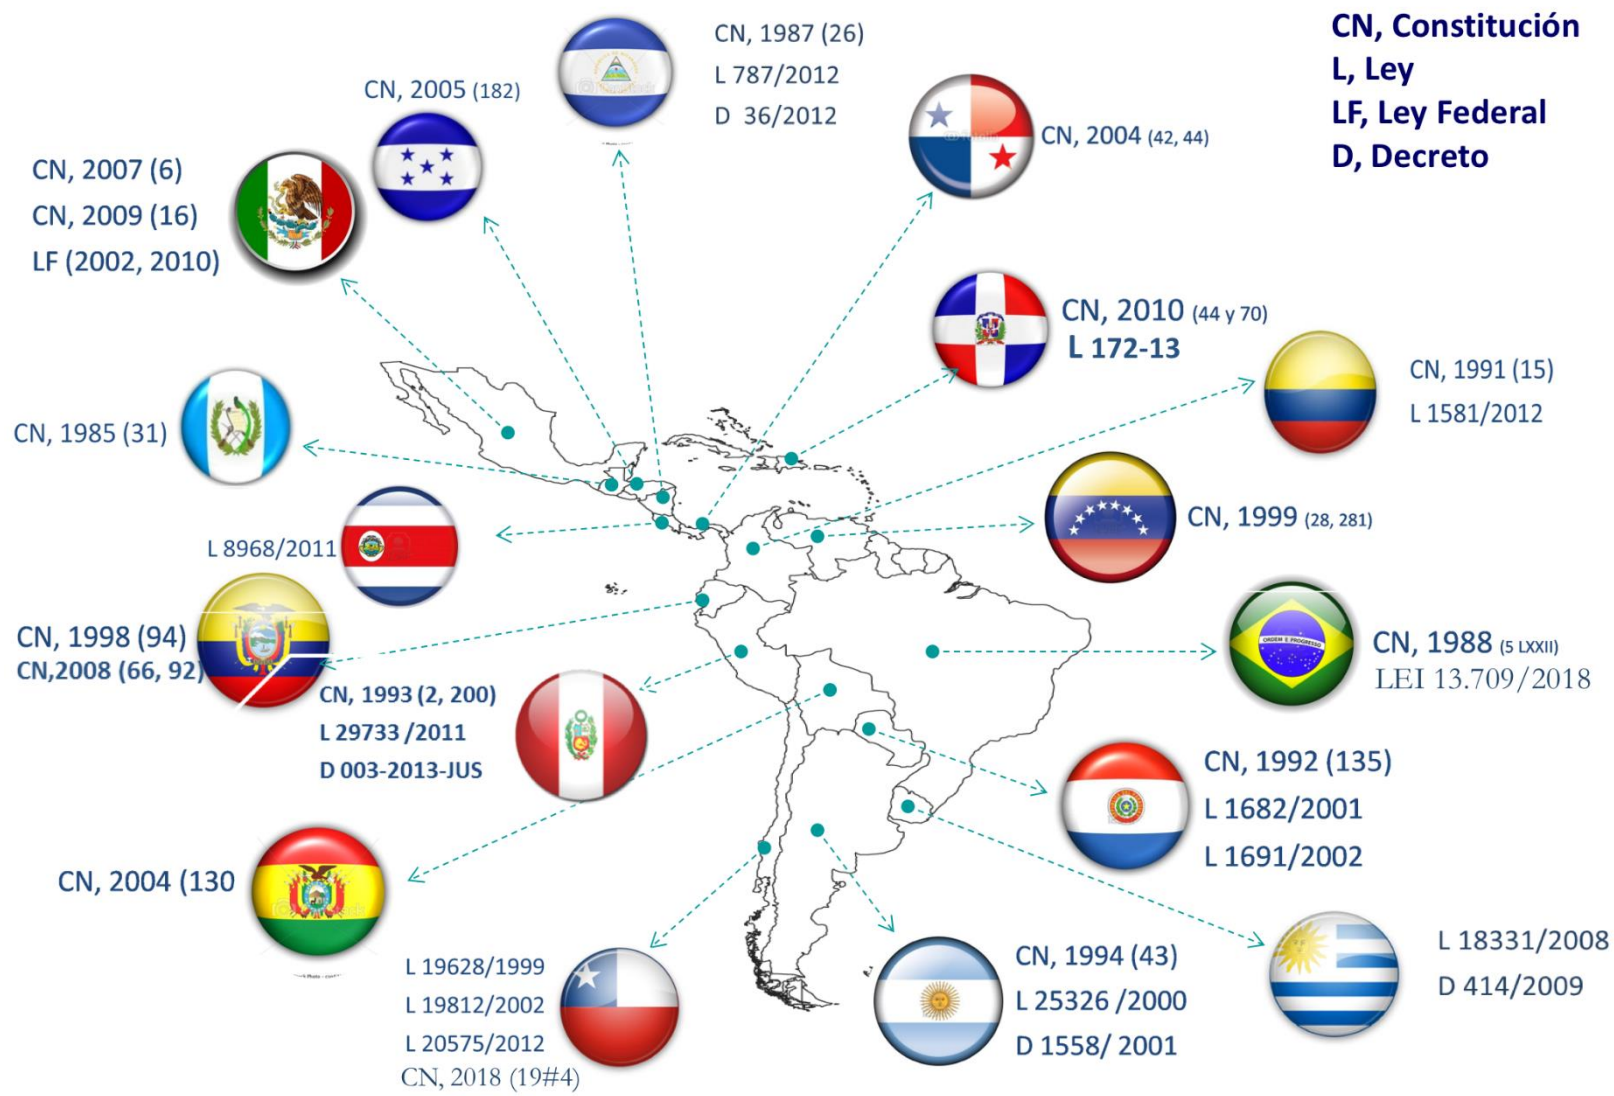 CN, Constitución
L, Ley
LF, Ley Federal
D, Decreto
CN, 1987 (26)
L 787/2012
D 36/2012
CN, 2005 (182)
CN, 2004 (42, 44)
CN, 2007 (6)
CN, 2009 (16)
LF (2002, 2010)
CN, 2010 (44 y 70)
L 172-13
CN, 1991 (15)
L 1581/2012
CN, 1985 (31)
CN, 1999 (28, 281)
L 8968/2011
CN, 1998 (94)
CN,2008 (66, 92)
CN, 1988 (5 LXXII)
LEI 13.709/2018
ORDEM E PROGRESSO
CN, 1993 (2, 200)
L 29733 /2011
D 003-2013-JUS
CN, 1992 (135)
L 1682/2001
L 1691/2002
CN, 2004 (130
L 19628/1999
L 19812/2002
L 20575/2012
CN, 2018 (19#4)
CN, 1994 (43)
L 25326 /2000
D 1558/ 2001
L 18331/2008
D 414/2009